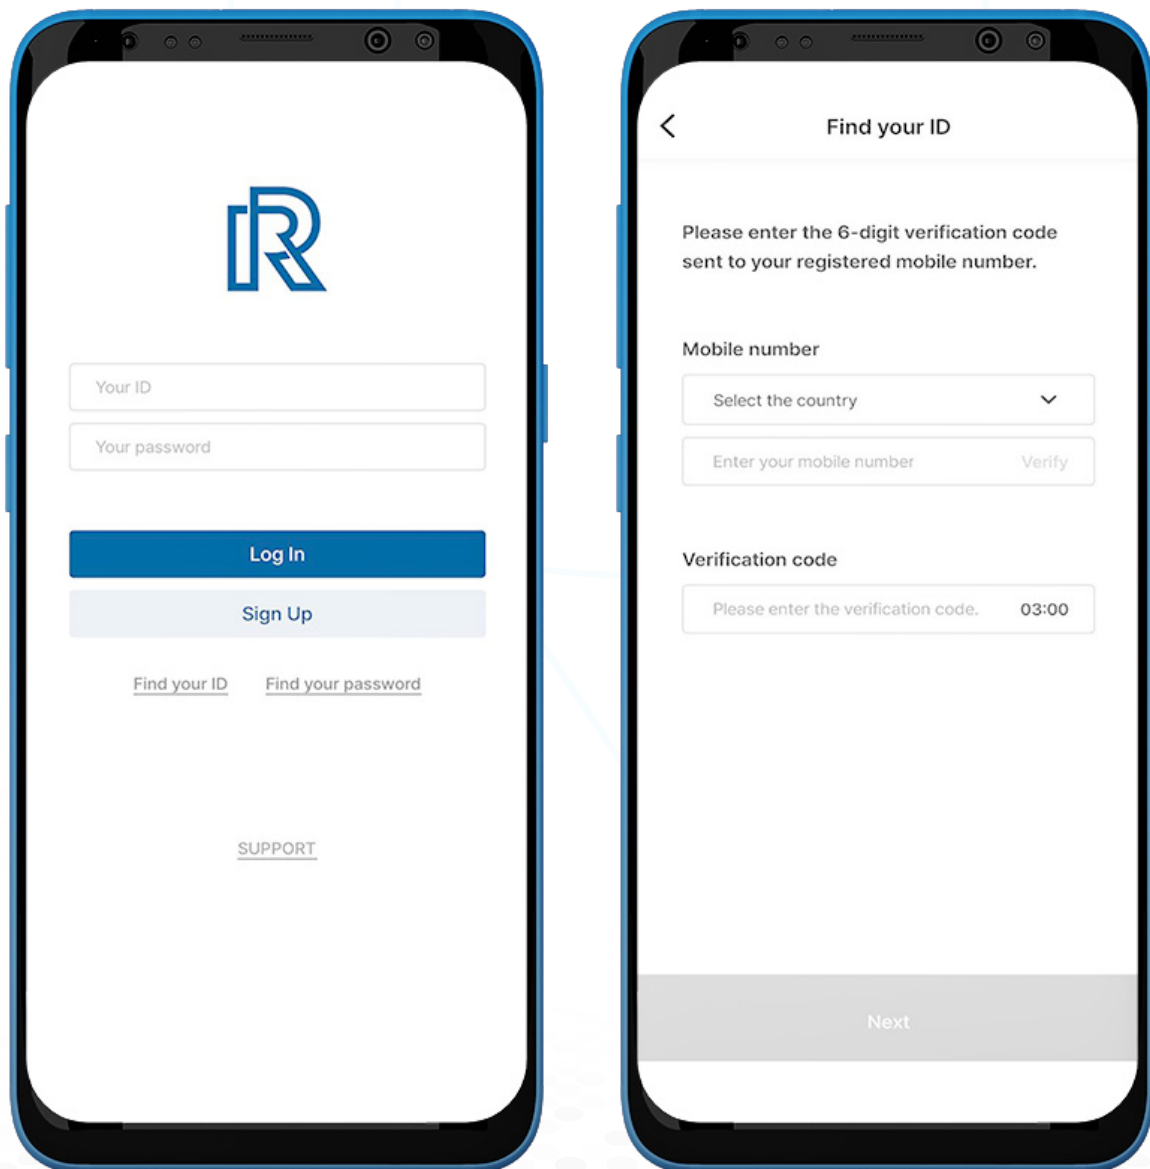 R
Your ID
Your password
Log In
Sign Up
Find your ID Find your password
SUPPORT
Find your ID
Please enter the 6-digit verification code
sent to your registered mobile number.
Mobile number
Select the country
Enter your mobile number Verify
Verification code
Please enter the verification code. 03:00
Next